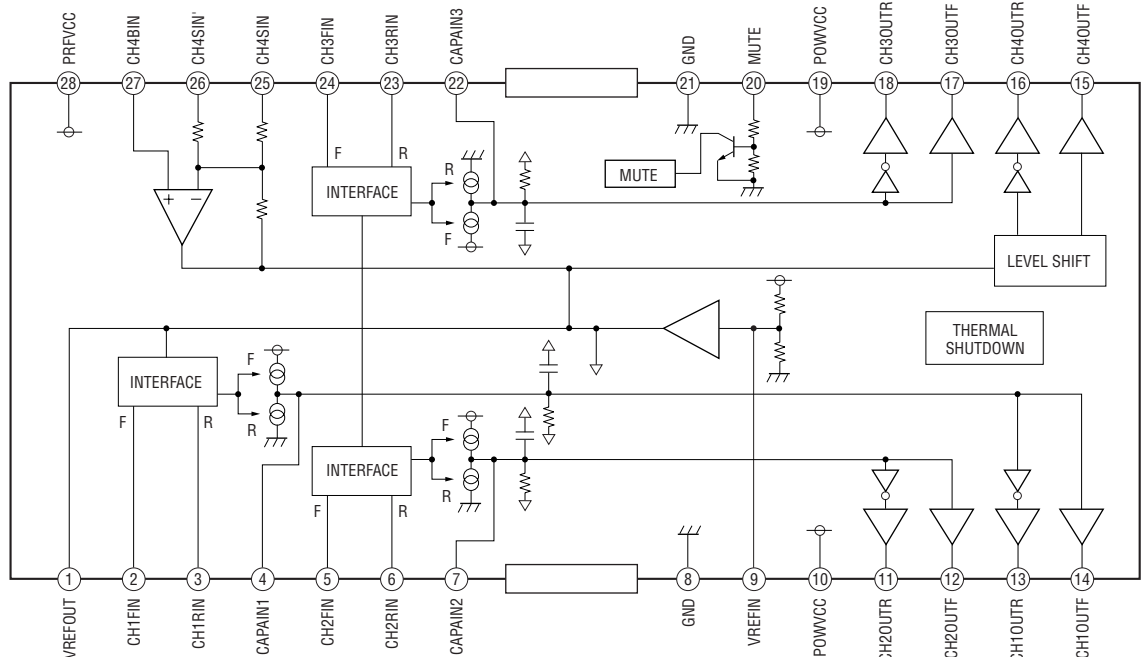 PRFVCC
CH4BIN
CH4SIN'
CH4SIN
CH3FIN
CH3RIN
CAPAIN3
GND
MUTE
POWVCC
CH3OUTR
CH3OUTF
CH4OUTR
CH4OUTF
28
27
26
25
24
23
22
21
20
19
18
17
16
15
F
R
INTERFACE
R
F
MUTE
+
−
LEVEL SHIFT
THERMAL
SHUTDOWN
INTERFACE
F
R
F
R
INTERFACE
F
R
F
R
1
2
3
4
5
6
7
8
9
10
11
12
13
14
VREFOUT
CH1FIN
CH1RIN
CAPAIN1
CH2FIN
CH2RIN
CAPAIN2
GND
VREFIN
POWVCC
CH2OUTR
CH2OUTF
CH1OUTR
CH1OUTF